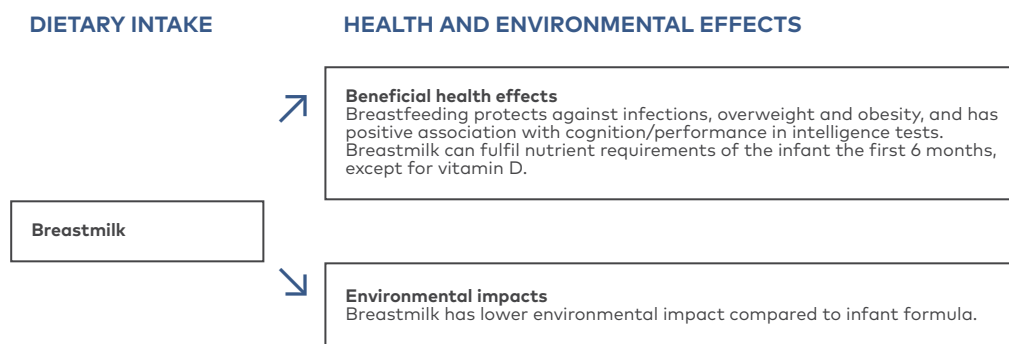 DIETARY INTAKE
HEALTH AND ENVIRONMENTAL EFFECTS
Beneficial health effects
Breastfeeding protects against infections, overweight and obesity, and has
positive association with cognition/performance in intelligence tests.
Breastmilk can fulfil nutrient requirements of the infant the first 6 months,
except for vitamin D.
Breastmilk
Environmental impacts
Breastmilk has lower environmental impact compared to infant formula.